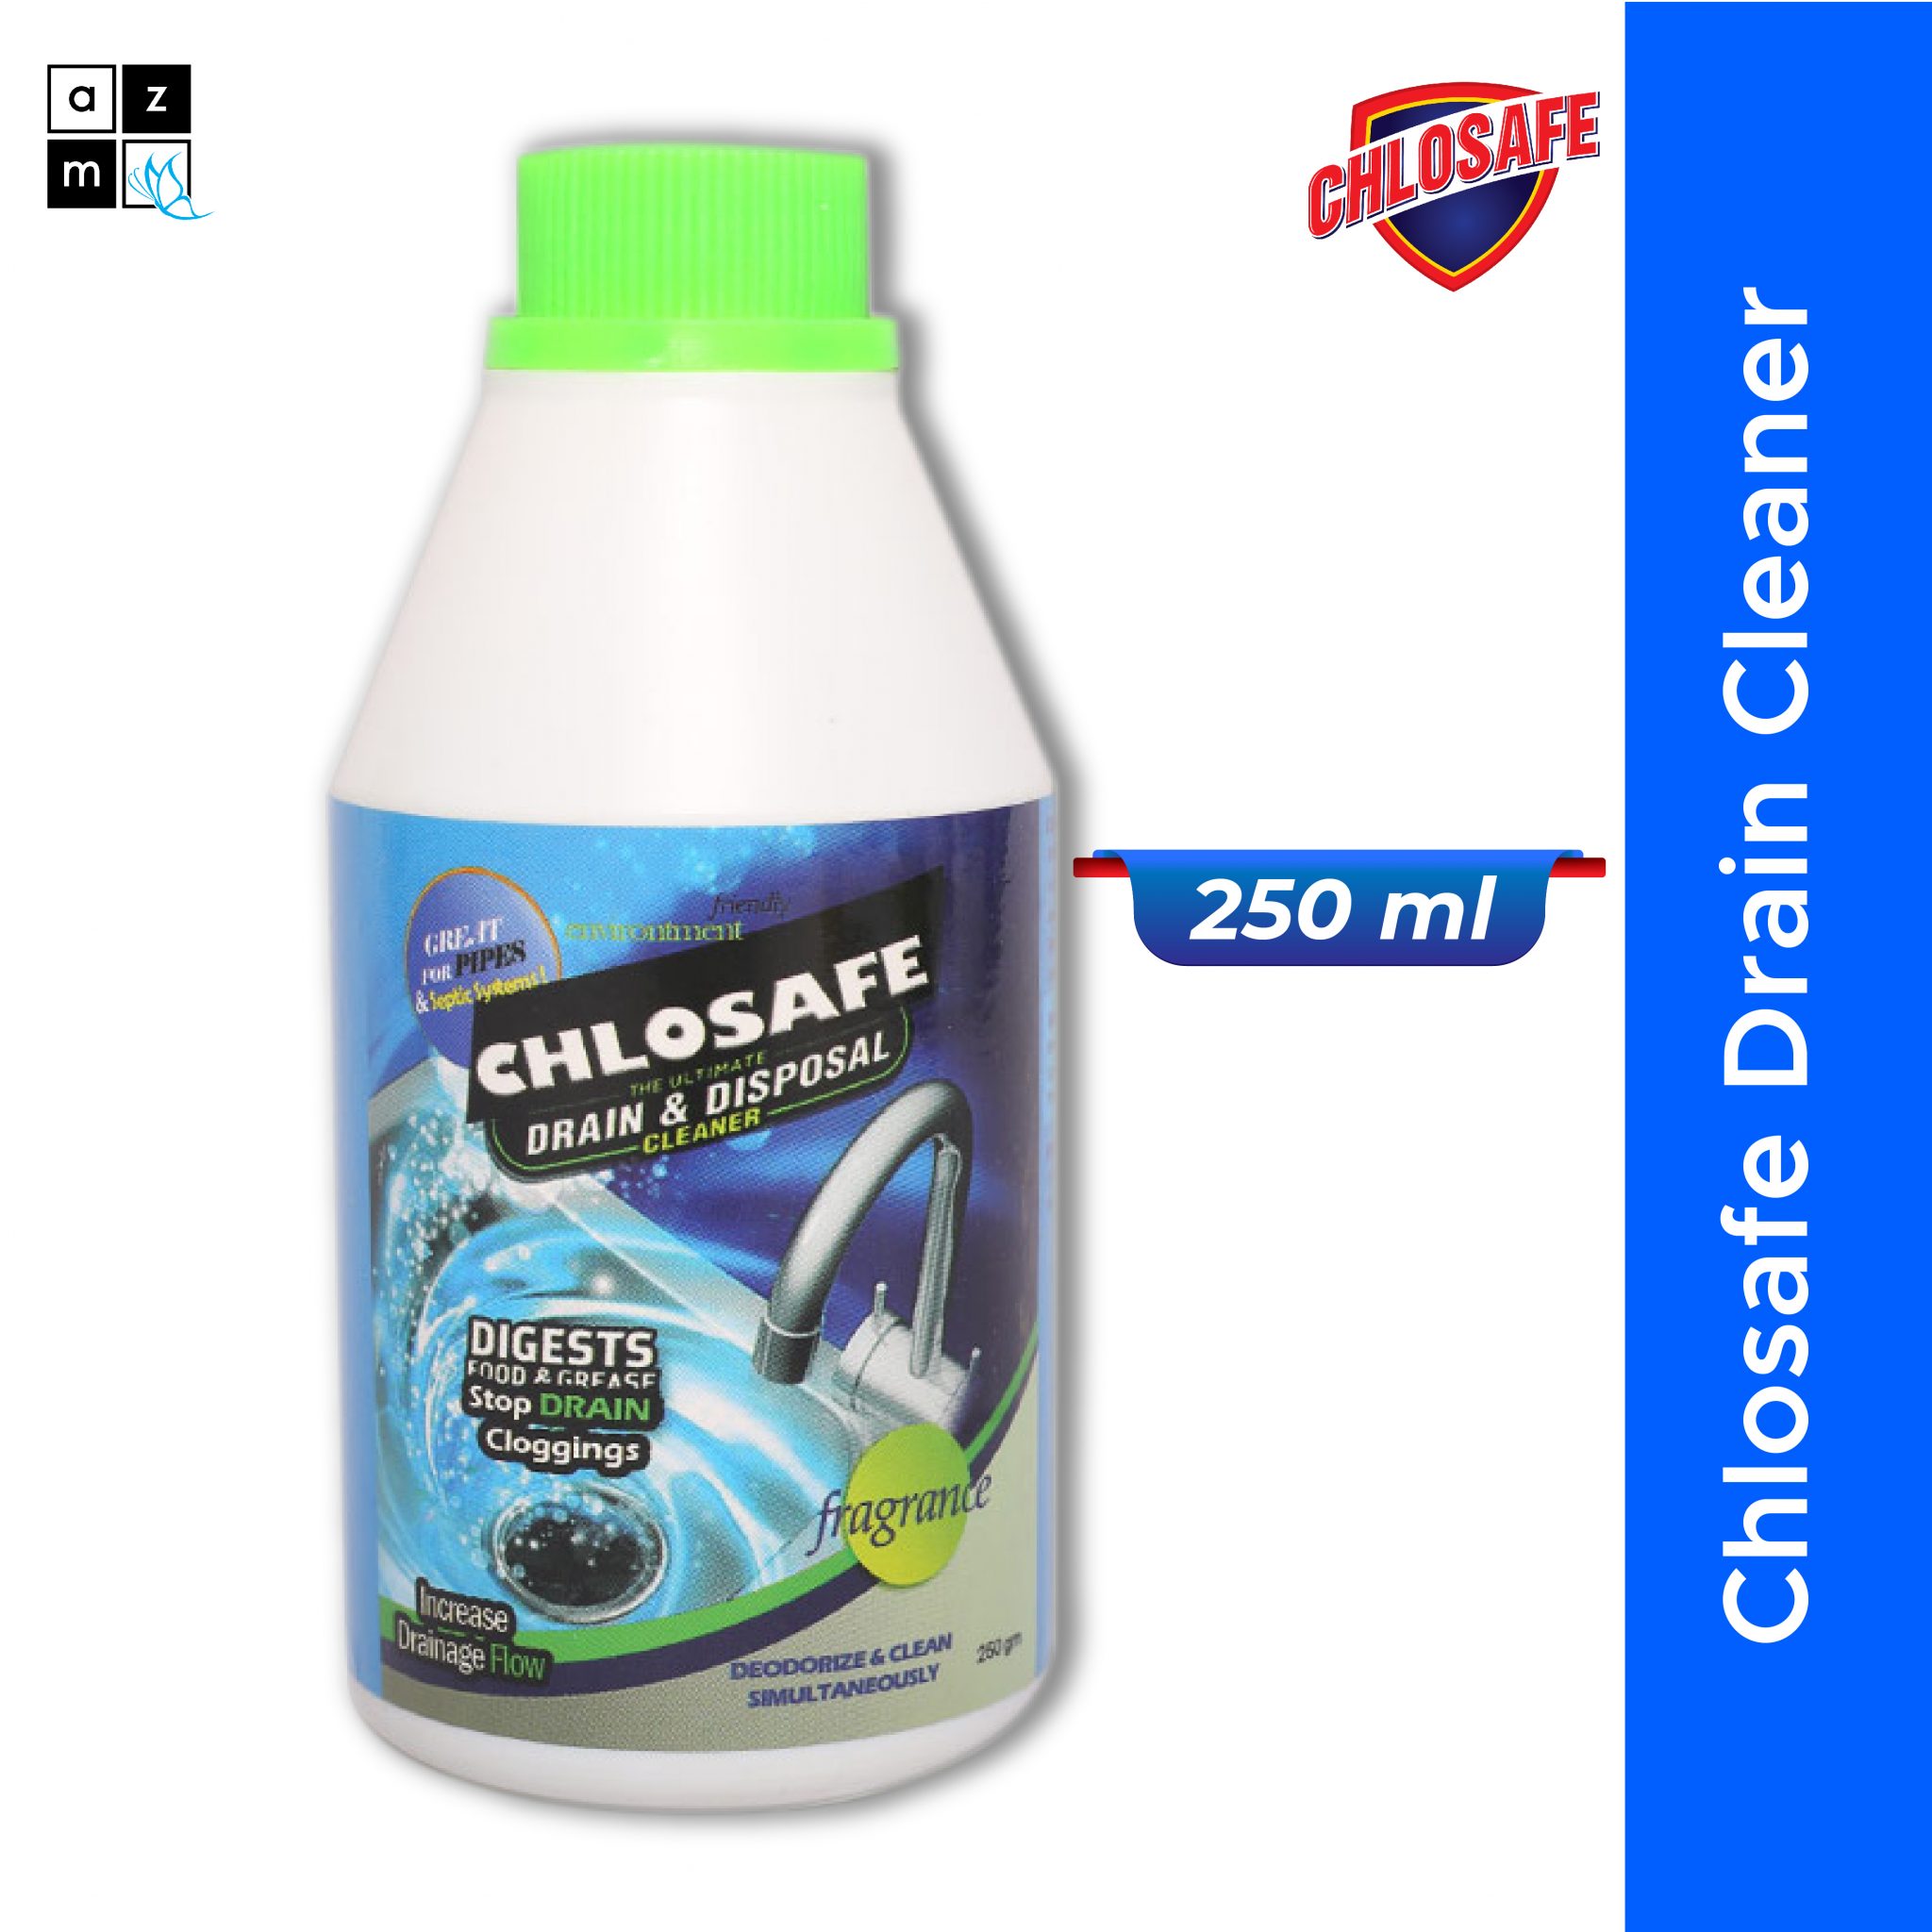 a z
m
CHLOSAFE
Chlosafe Drain Cleaner
250 ml
friendly
environtment
GREAT
FOR PIPES
& Septic Systems!
CHLOSAFE
THE ULTIMATE
DRAIN & DISPOSAL
CLEANER
DIGESTS
FOOD & GREASE
Stop DRAIN
Cloggings
fragrance
Increase
Drainage Flow
DEODORIZE & CLEAN
SIMULTANEOUSLY
250 gm